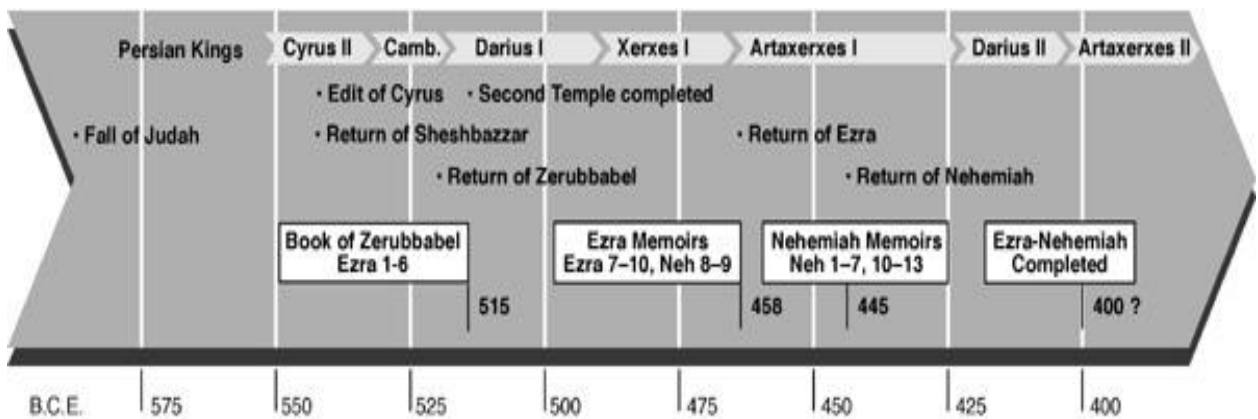 Persian Kings Cyrus II Camb. Darius I Xerxes I Artaxerxes I Darius II Artaxerxes II
· Edit of Cyrus · Second Temple completed
· Fall of Judah · Return of Sheshbazzar · Return of Ezra
· Return of Zerubbabel · Return of Nehemiah
Book of Zerubbabel
Ezra 1-6
Ezra Memoirs
Ezra 7–10, Neh 8–9
Nehemiah Memoirs
Neh 1–7, 10–13
Ezra-Nehemiah
Completed
515 458 445 400 ?
B.C.E. 575 550 525 500 475 450 425 400